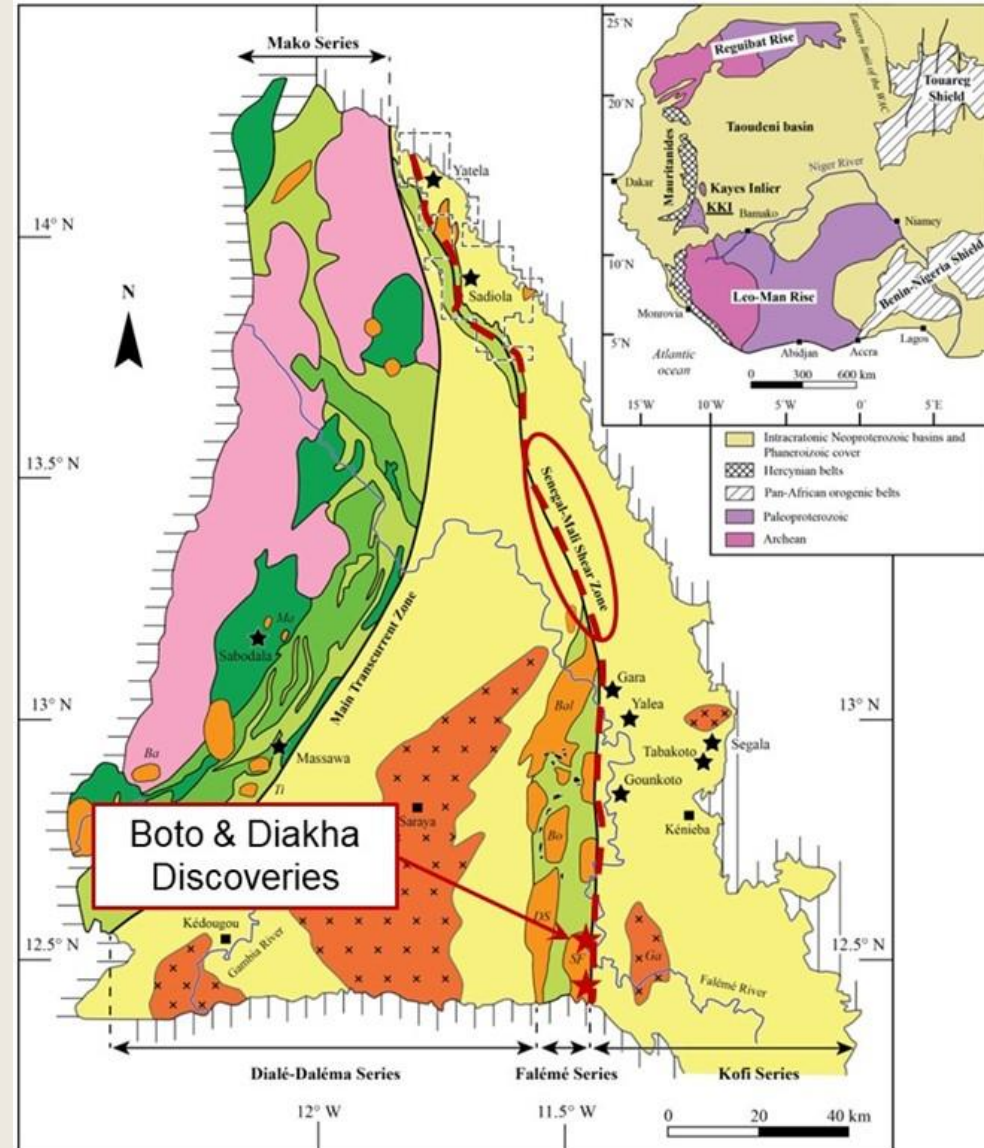 Mako Series
N
14° N
13.5° N
13° N
12.5° N
Yatela
Sadiola
Senegal-Mali Shear Zone
Main Transcurrent Zone
Ma
Sabodala
Massawa
Ba
Ti
Gara
Yalea
Segala
Tabakoto
Gounkoto
Kéniéba
Bal
Bo
DS
SF
Ga
Saraya
Boto & Diakha
Discoveries
Kédougou
Gambia River
Falémé River
13° N
12.5° N
Dialé-Daléma Series
Falémé Series
Kofi Series
12° W
11.5° W
0 20 40 km
25°N
20°N
10°N
5°N
Reguibat Rise
Eastern limit of the WAC
Touareg
Shield
Taoudeni basin
Mauritanides
Dakar
Kayes Inlier
KKI
Niger River
Bamako
Niamey
Leo-Man Rise
Benin-Nigeria Shield
Monrovia
Abidjan
Accra
Lagos
Atlantic
ocean
0 300 600 km
15°W
10°W
5°W
0°
5°E
Intracratonic Neoproterozoic basins and
Phaneroizoic cover
Hercynian belts
Pan-African orogenic belts
Paleoproterozoic
Archean